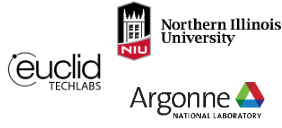 Northern Illinois
University
NIU
euclid
TECHLABS
Argonne
NATIONAL LABORATORY